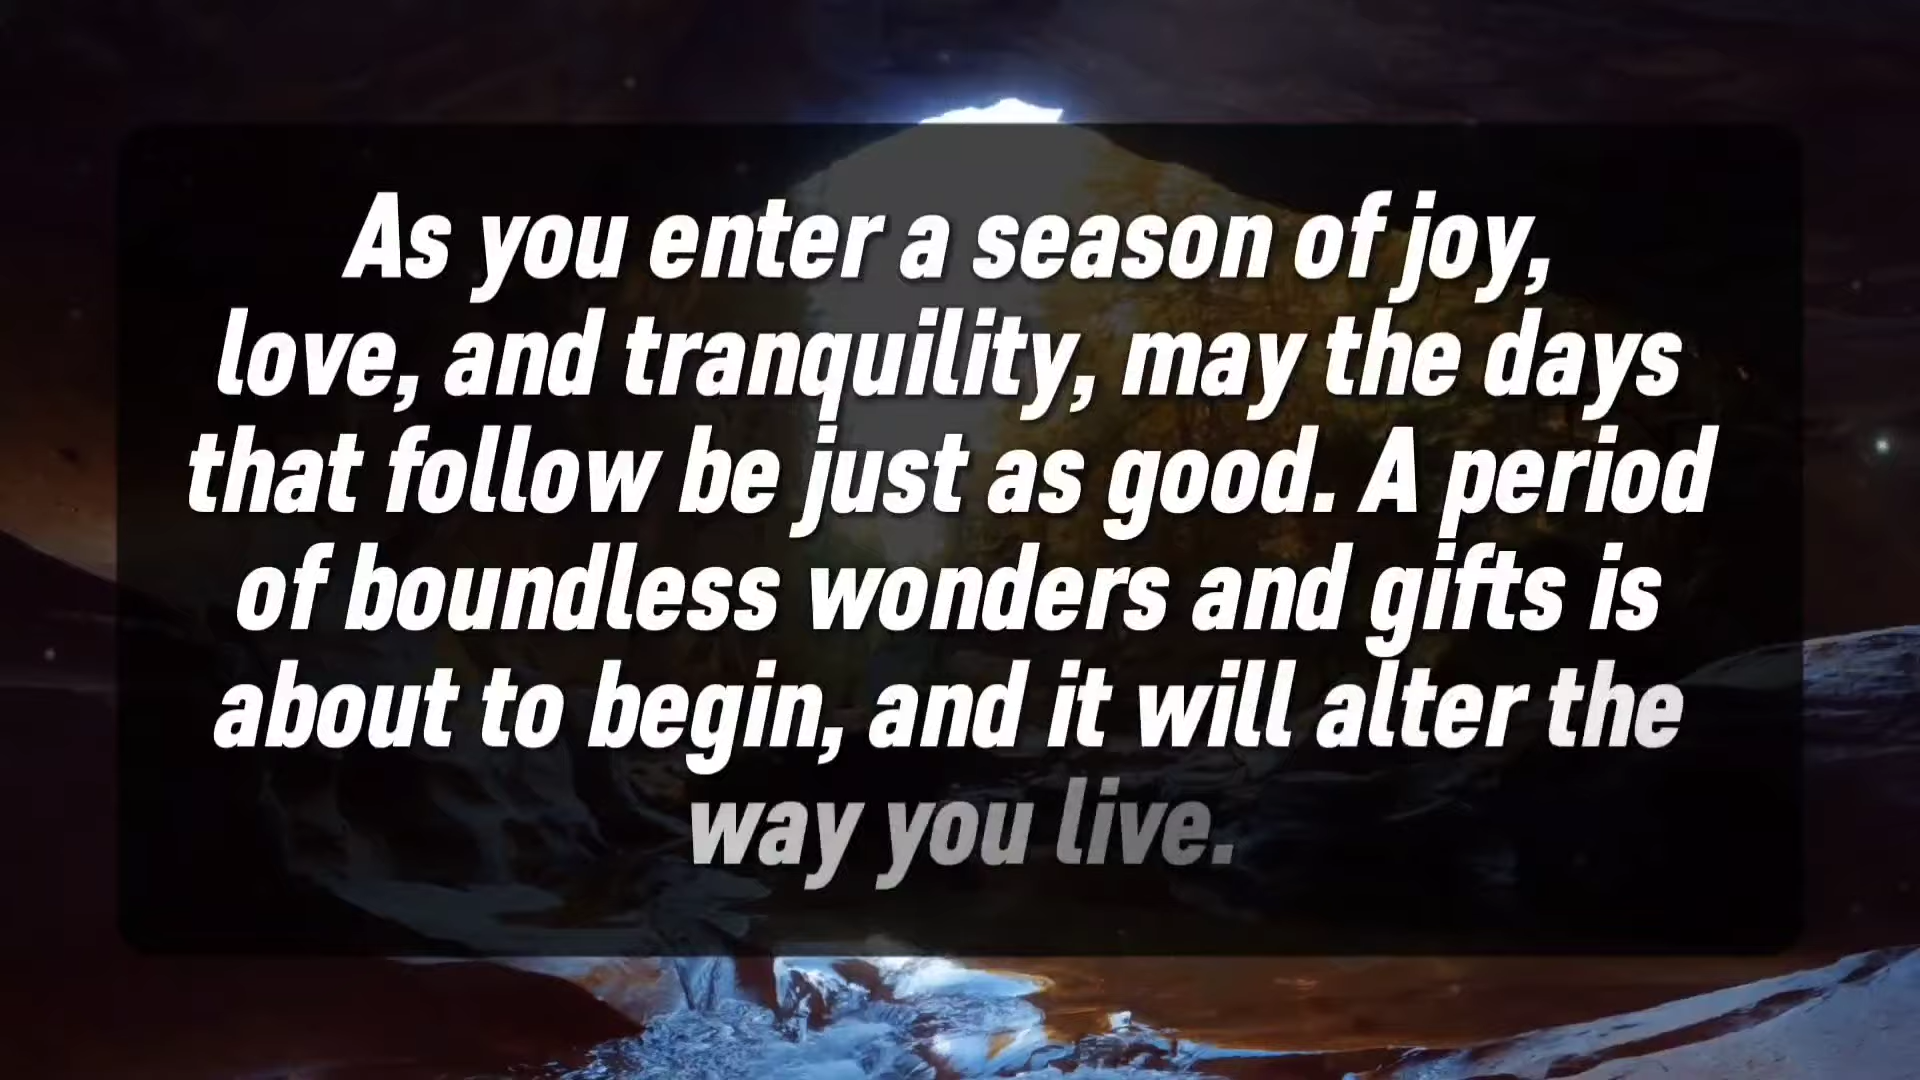 As you enter a season of joy,
love, and tranquility, may the days
that follow be just as good. A period
of boundless wonders and gifts is
about to begin, and it will alter the
way you live.